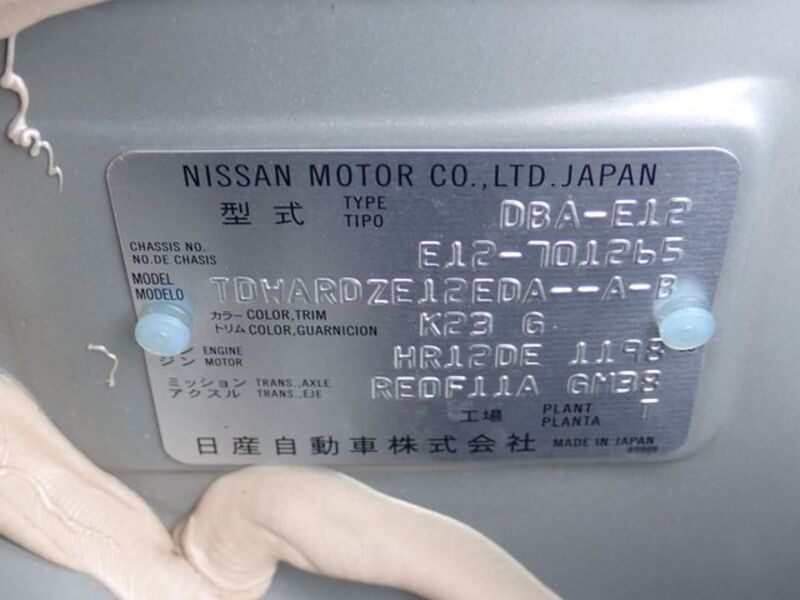 NISSAN MOTOR CO.,LTD.JAPAN
型式 TYPE TIPO DBA-E12
CHASSIS NO. NO.DE CHASIS E12-701265
MODEL MODELO TDWARDZE12EDA--A-B
カラー COLOR,TRIM
トリム COLOR,GUARNICION K23 G
ENGINE MOTOR HR12DE 1198
ミッション TRANS.,AXLE
アクスル TRANS.,EJE RE0F11A GM38
工場 PLANT PLANTA T
日産自動車株式会社 MADE IN JAPAN